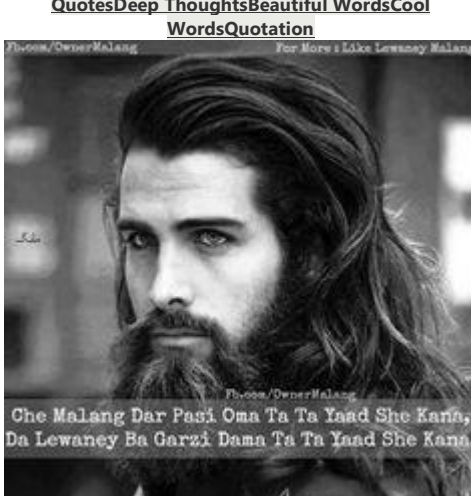 QuotesDeep ThoughtsBeautiful WordsCool
WordsQuotation
Fb.com/OwnerMalang For More : Like Lewaney Malang
Fb.com/OwnerMalang
Che Malang Dar Pasi Oma Ta Ta Yaad She Kana,
Da Lewaney Ba Garzi Dama Ta Ta Yaad She Kana